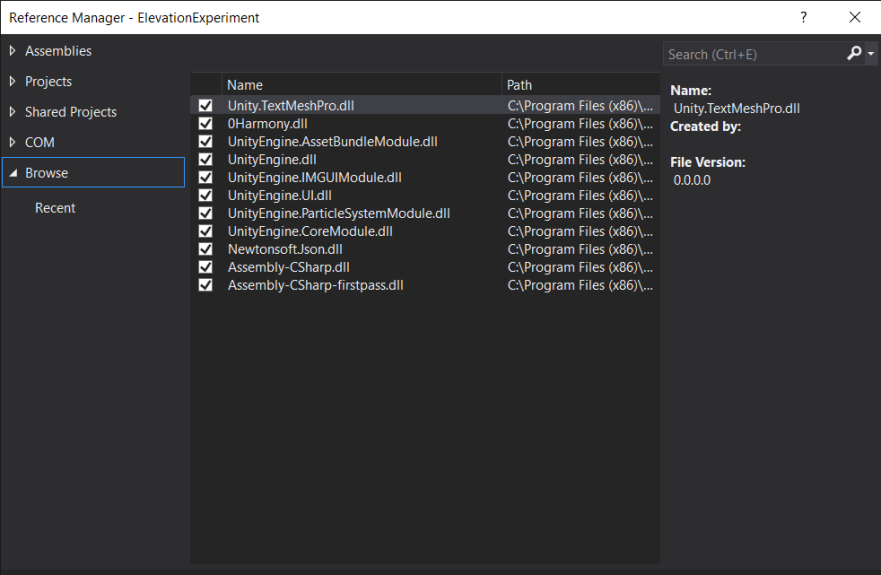 Reference Manager - ElevationExperiment ?
Assemblies
Projects
Shared Projects
COM
Browse
Recent
Name Path
Unity.TextMeshPro.dll C:\Program Files (x86)\...
0Harmony.dll C:\Program Files (x86)\...
UnityEngine.AssetBundleModule.dll C:\Program Files (x86)\...
UnityEngine.dll C:\Program Files (x86)\...
UnityEngine.IMGUIModule.dll C:\Program Files (x86)\...
UnityEngine.UI.dll C:\Program Files (x86)\...
UnityEngine.ParticleSystemModule.dll C:\Program Files (x86)\...
UnityEngine.CoreModule.dll C:\Program Files (x86)\...
Newtonsoft.Json.dll C:\Program Files (x86)\...
Assembly-CSharp.dll C:\Program Files (x86)\...
Assembly-CSharp-firstpass.dll C:\Program Files (x86)\...
Search (Ctrl+E)
Name:
Unity.TextMeshPro.dll
Created by:
File Version:
0.0.0.0